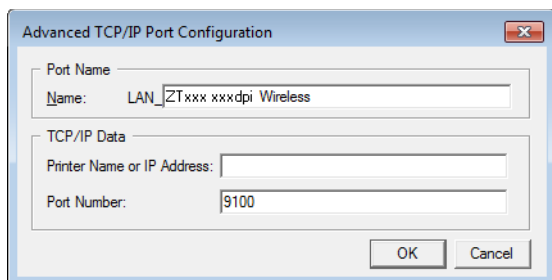 Advanced TCP/IP Port Configuration
Port Name
Name: LAN_ZTxxx xxxdpi Wireless
TCP/IP Data
Printer Name or IP Address:
Port Number: 9100
OK Cancel